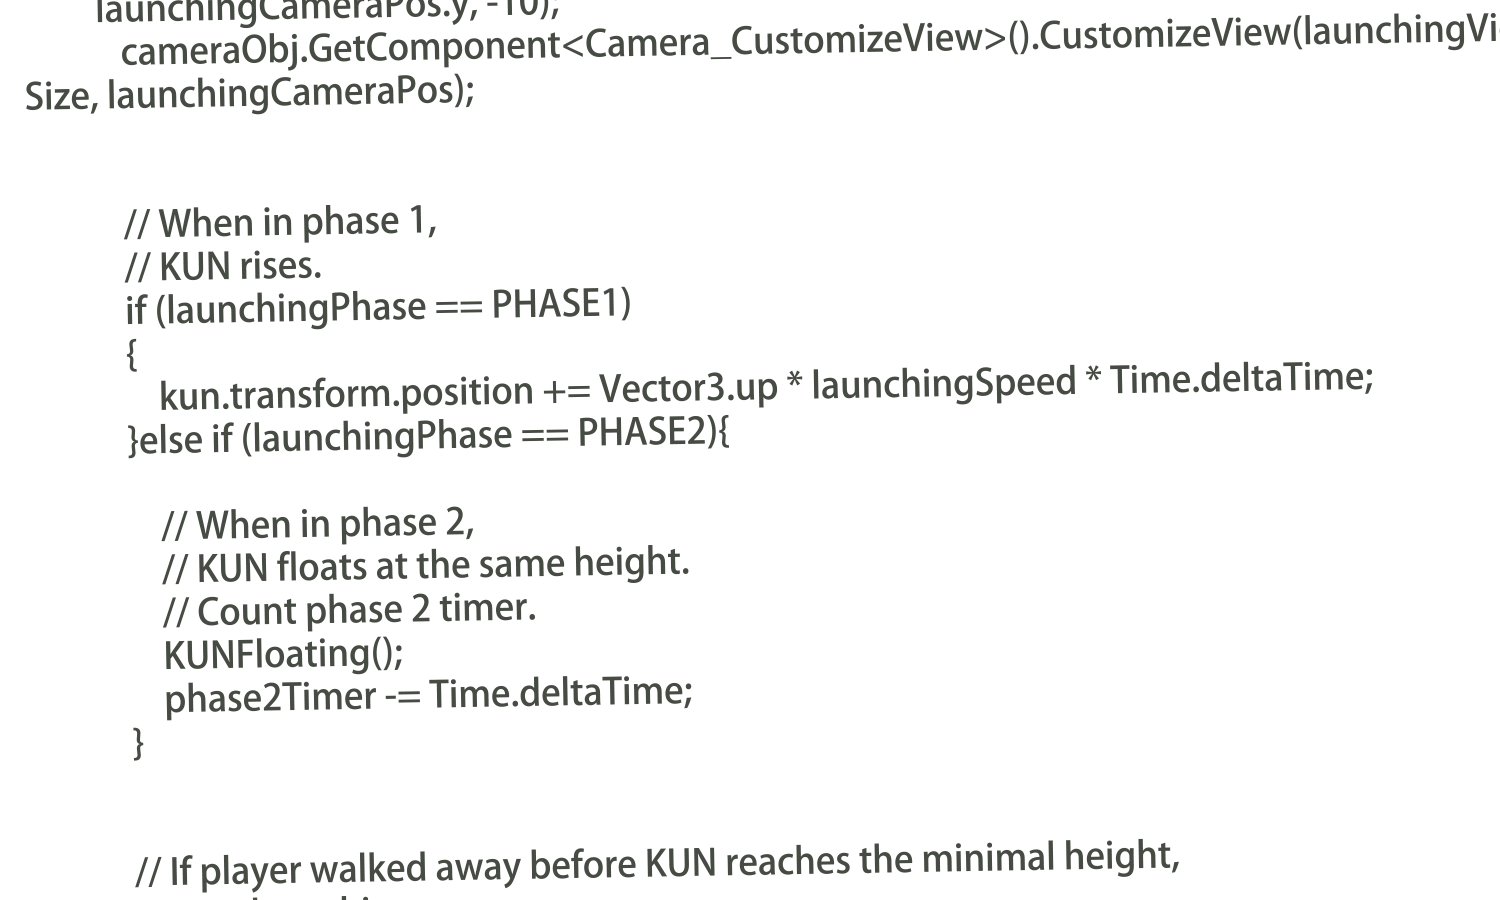 launchingCameraPos.y, -10);
cameraObj.GetComponent<Camera_CustomizeView>().CustomizeView(launchingVi
Size, launchingCameraPos);
// When in phase 1,
// KUN rises.
if (launchingPhase == PHASE1)
{
kun.transform.position += Vector3.up * launchingSpeed * Time.deltaTime;
}else if (launchingPhase == PHASE2){
// When in phase 2,
// KUN floats at the same height.
// Count phase 2 timer.
KUNFloating();
phase2Timer -= Time.deltaTime;
}
// If player walked away before KUN reaches the minimal height,